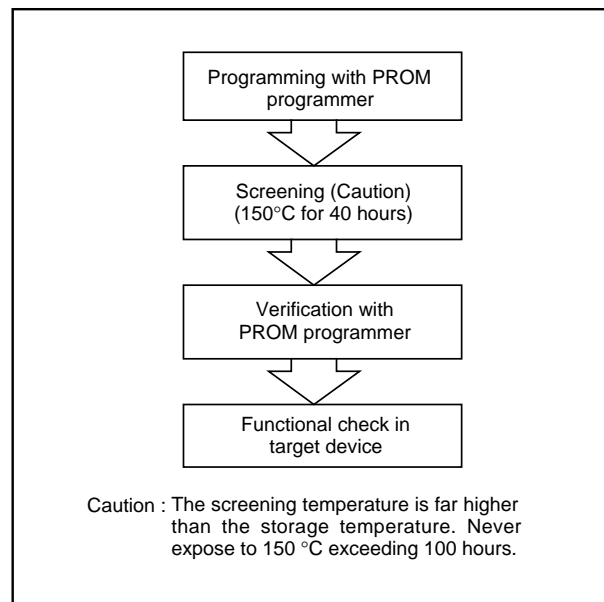 Programming with PROM
programmer
Screening (Caution)
(150°C for 40 hours)
Verification with
PROM programmer
Functional check in
target device
Caution : The screening temperature is far higher
than the storage temperature. Never
expose to 150 °C exceeding 100 hours.